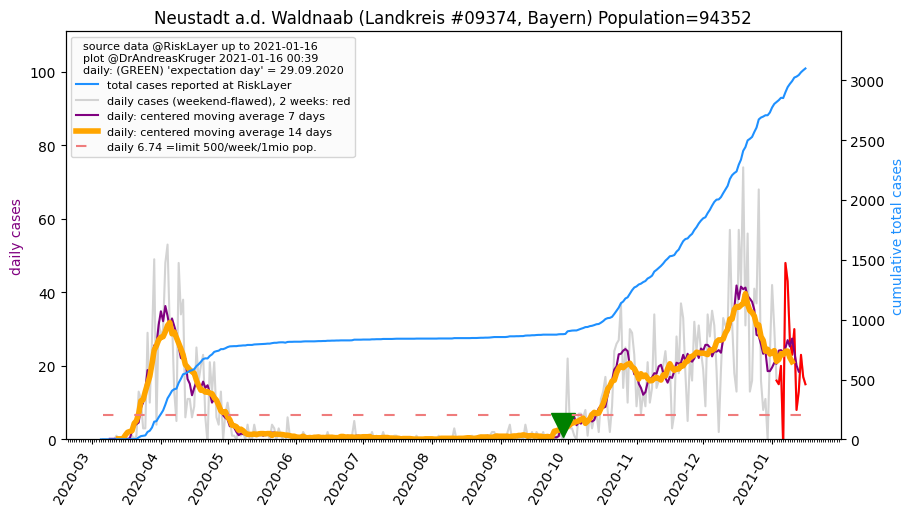 Neustadt a.d. Waldnaab (Landkreis #09374, Bayern) Population=94352
source data @RiskLayer up to 2021-01-16
plot @DrAndreasKruger 2021-01-16 00:39
daily: (GREEN) 'expectation day' = 29.09.2020
total cases reported at RiskLayer
daily cases (weekend-flawed), 2 weeks: red
daily: centered moving average 7 days
daily: centered moving average 14 days
daily 6.74 =limit 500/week/1mio pop.
daily cases
100
80
60
40
20
0
cumulative total cases
3000
2500
2000
1500
1000
500
0
2020-03
2020-04
2020-05
2020-06
2020-07
2020-08
2020-09
2020-10
2020-11
2020-12
2021-01